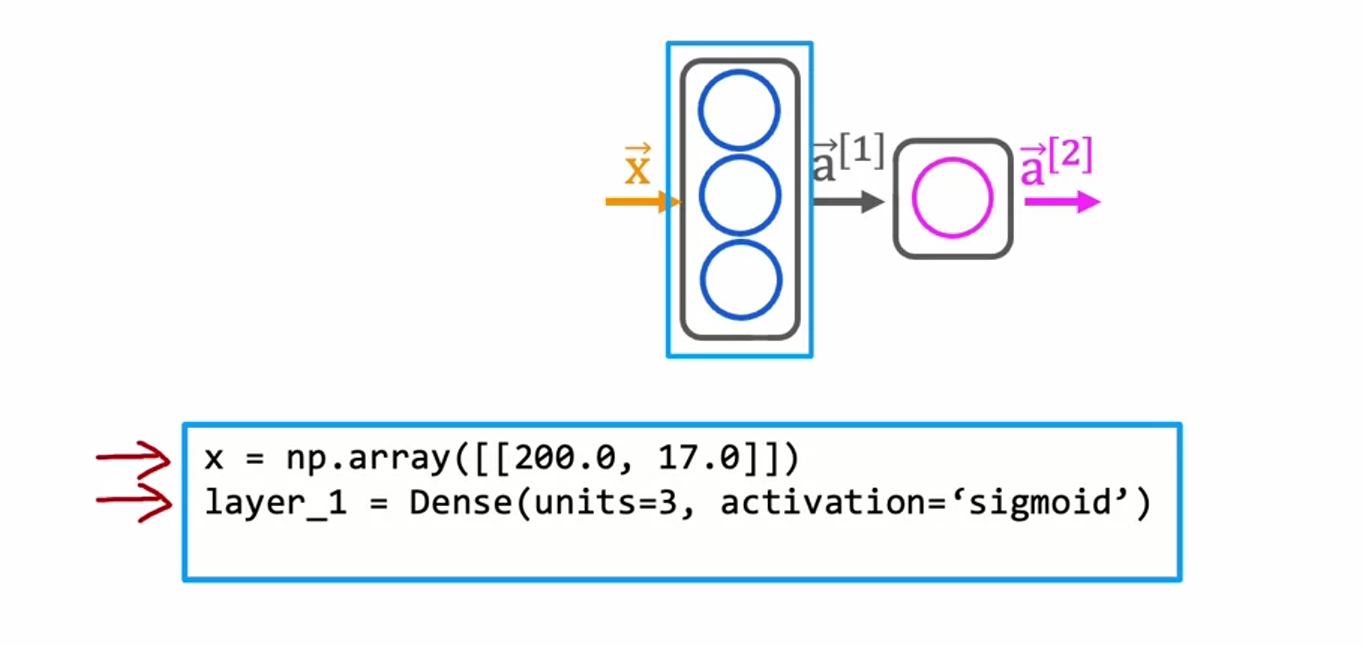 x⃗ a⃗[1] a⃗[2]
x = np.array([[200.0, 17.0]])
layer_1 = Dense(units=3, activation=‘sigmoid’)